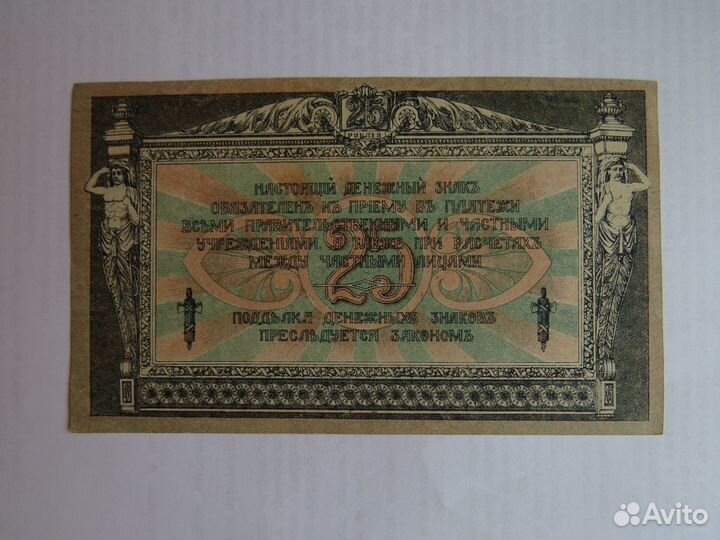 25
РУБЛЕЙ
НАСТОЯЩІЙ ДЕНЕЖНЫЙ ЗНАКЪ
ОБЯЗАТЕЛЕНЪ КЪ ПРІЕМУ ВЪ ПЛАТЕЖИ
ВСѢМИ ПРАВИТЕЛЬСТВЕННЫМИ И ЧАСТНЫМИ
УЧРЕЖДЕНІЯМИ, А ТАКЖЕ ПРИ РАСЧЕТАХЪ
МЕЖДУ ЧАСТНЫМИ ЛИЦАМИ
25
ПОДДѢЛКА ДЕНЕЖНЫХЪ ЗНАКОВЪ
ПРЕСЛѢДУЕТСЯ ЗАКОНОМЪ
Avito